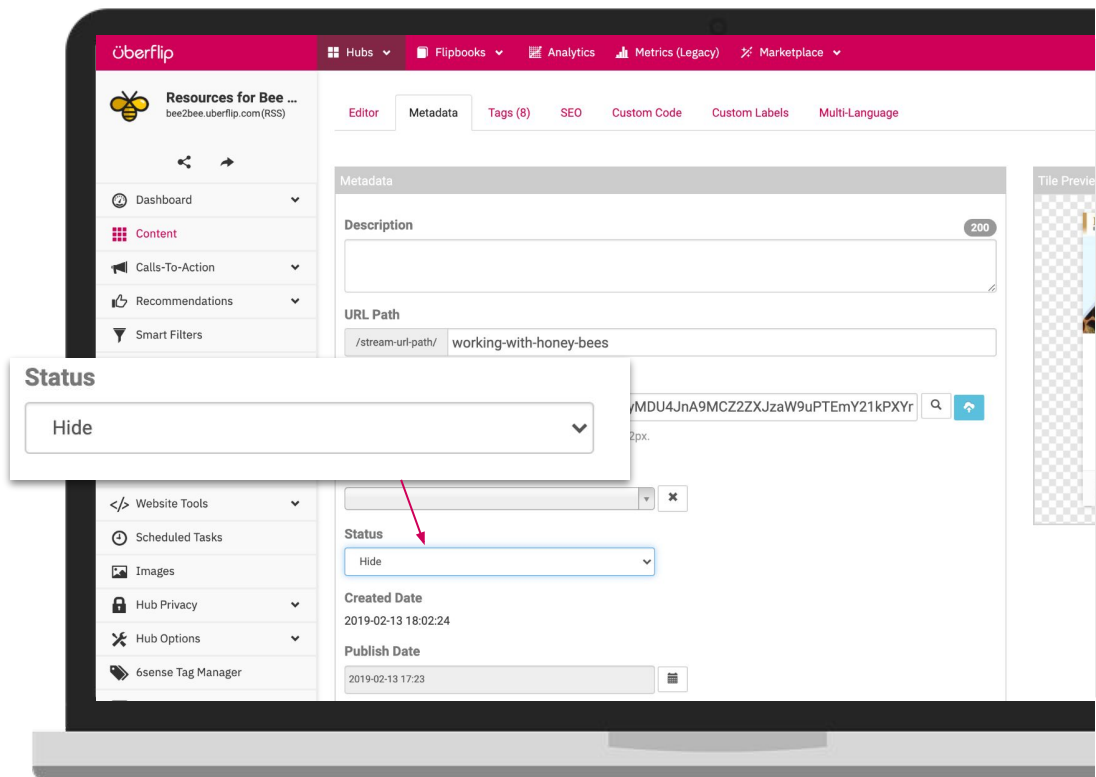 überflip
Hubs
Flipbooks
Analytics
Metrics (Legacy)
Marketplace
Resources for Bee ...
bee2bee.uberflip.com (RSS)
Editor
Metadata
Tags (8)
SEO
Custom Code
Custom Labels
Multi-Language
Dashboard
Content
Calls-To-Action
Recommendations
Smart Filters
Metadata
Tile Previe
Description
200
URL Path
/stream-url-path/
working-with-honey-bees
Status
Hide
yMDU4JnA9MCZ2ZXJzaW9uPTEmY21kPXYr
2px.
</> Website Tools
Scheduled Tasks
Images
Hub Privacy
Hub Options
6sense Tag Manager
Status
Hide
Created Date
2019-02-13 18:02:24
Publish Date
2019-02-13 17:23